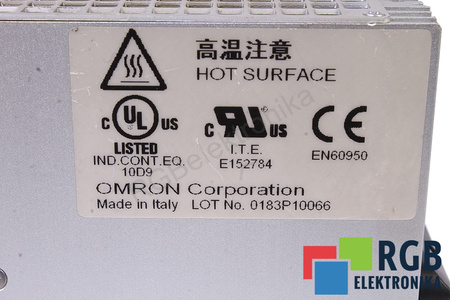 高温注意
HOT SURFACE
C UL US
LISTED
IND.CONT.EQ.
10D9
C UR US
I.T.E.
E152784
CE
EN60950
OMRON Corporation
Made in Italy LOT No. 0183P10066
RGBelektronika
RGB
ELEKTRONIKA